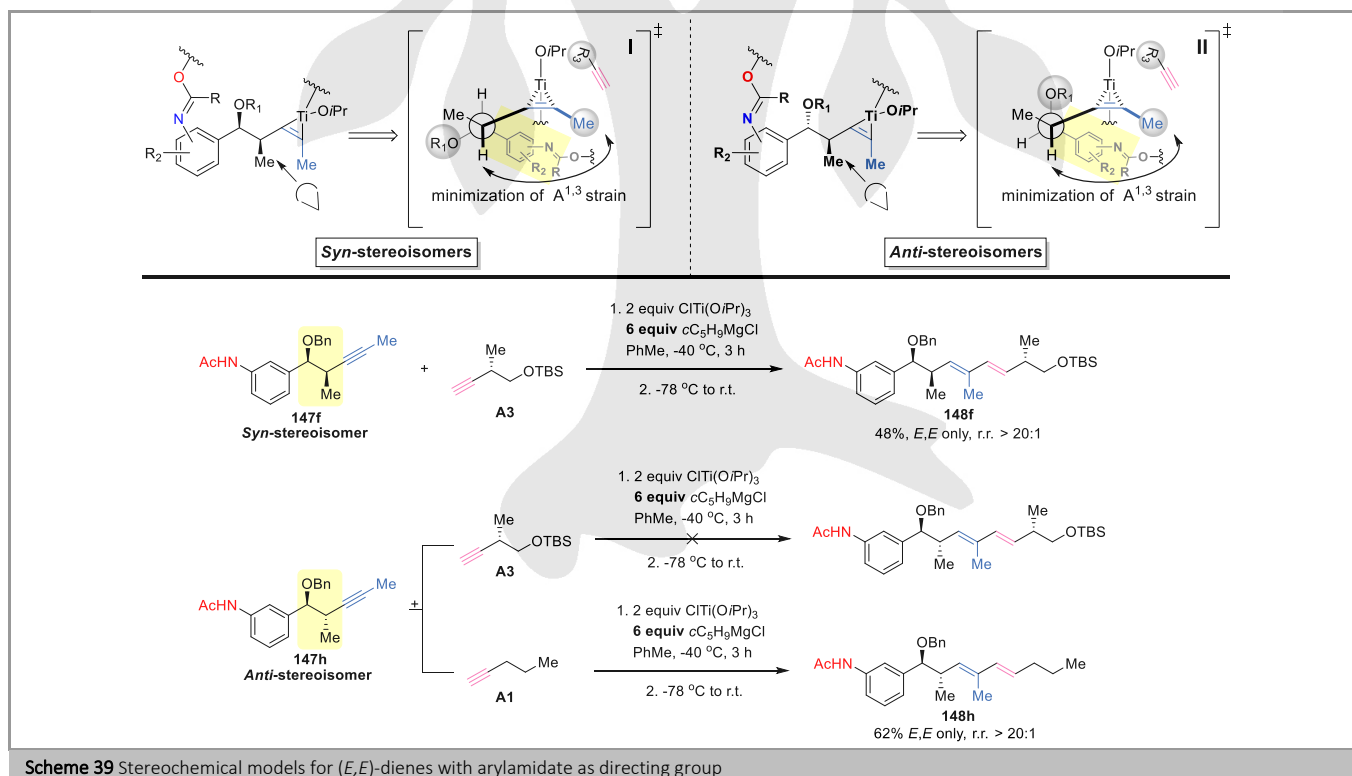 I
‡
OiPr
R3
O
R
N
OR1
Ti
OiPr
R2
Me
Me
H
Me
Ti
Me
R1O
H
N
O
R2
R
minimization of A1,3 strain
Syn-stereoisomers
II
‡
OiPr
R3
O
R
N
OR1
Ti
OiPr
R2
Me
Me
OR1
Me
Ti
Me
H
H
N
O
R2
R
minimization of A1,3 strain
Anti-stereoisomers
OBn
Me
AcHN
Me
147f
Syn-stereoisomer
+
Me
OTBS
A3
1. 2 equiv ClTi(OiPr)3
6 equiv cC5H9MgCl
PhMe, -40 oC, 3 h
2. -78 oC to r.t.
OBn
Me
AcHN
OTBS
Me
Me
148f
48%, E,E only, r.r. > 20:1
OBn
Me
AcHN
Me
147h
Anti-stereoisomer
+
Me
OTBS
A3
1. 2 equiv ClTi(OiPr)3
6 equiv cC5H9MgCl
PhMe, -40 oC, 3 h
2. -78 oC to r.t.
OBn
Me
AcHN
OTBS
Me
Me
Me
A1
1. 2 equiv ClTi(OiPr)3
6 equiv cC5H9MgCl
PhMe, -40 oC, 3 h
2. -78 oC to r.t.
OBn
AcHN
Me
Me
Me
148h
62% E,E only, r.r. > 20:1
Scheme 39 Stereochemical models for (E,E)-dienes with arylamidate as directing group